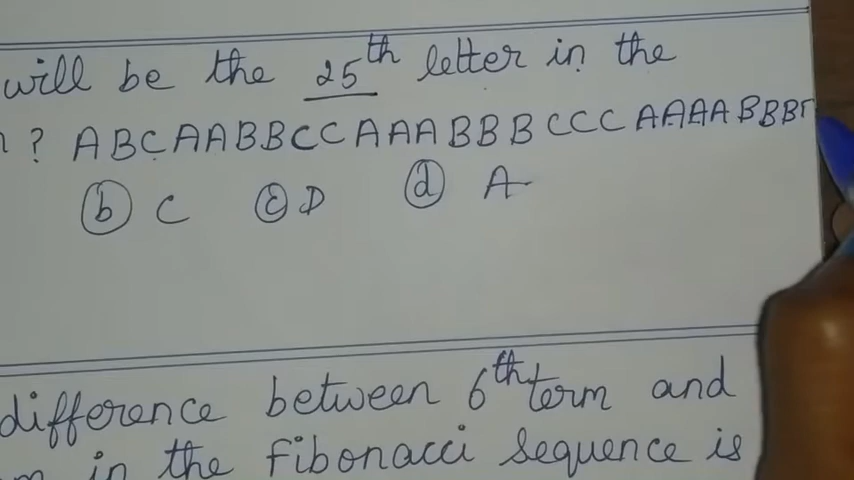 will be the 25th letter in the
? ABCAABBCCAAABBBCCCAAAABBB
(b) C (c) D (d) A
difference between 6th term and
in the Fibonacci sequence is